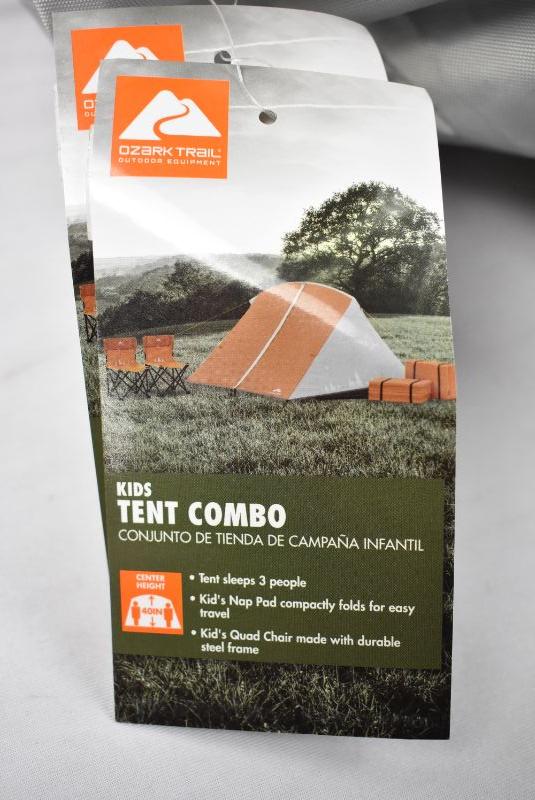 OZARK TRAIL
OUTDOOR EQUIPMENT
KIDS
TENT COMBO
CONJUNTO DE TIENDA DE CAMPAÑA INFANTIL
CENTER
HEIGHT
40IN
• Tent sleeps 3 people
• Kid's Nap Pad compactly folds for easy
travel
• Kid's Quad Chair made with durable
steel frame